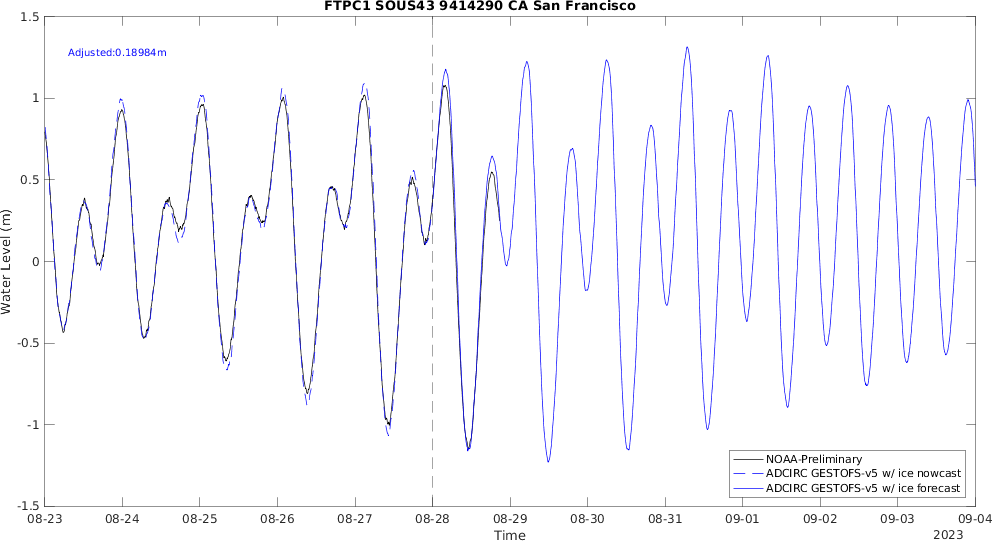 FTPC1 SOUS43 9414290 CA San Francisco
Adjusted:0.18984m
1.5
1
0.5
0
-0.5
-1
-1.5
Water Level (m)
NOAA-Preliminary
ADCIRC GESTOFS-v5 w/ ice nowcast
ADCIRC GESTOFS-v5 w/ ice forecast
08-23 08-24 08-25 08-26 08-27 08-28 08-29 08-30 08-31 09-01 09-02 09-03 09-04
Time
2023